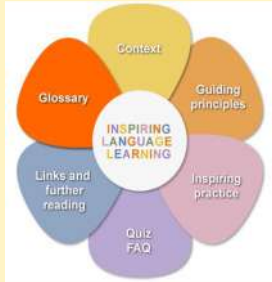 Context
Guiding
principles
Inspiring
practice
Quiz
FAQ
Links and
further
reading
Glossary
INSPIRING
LANGUAGE
LEARNING